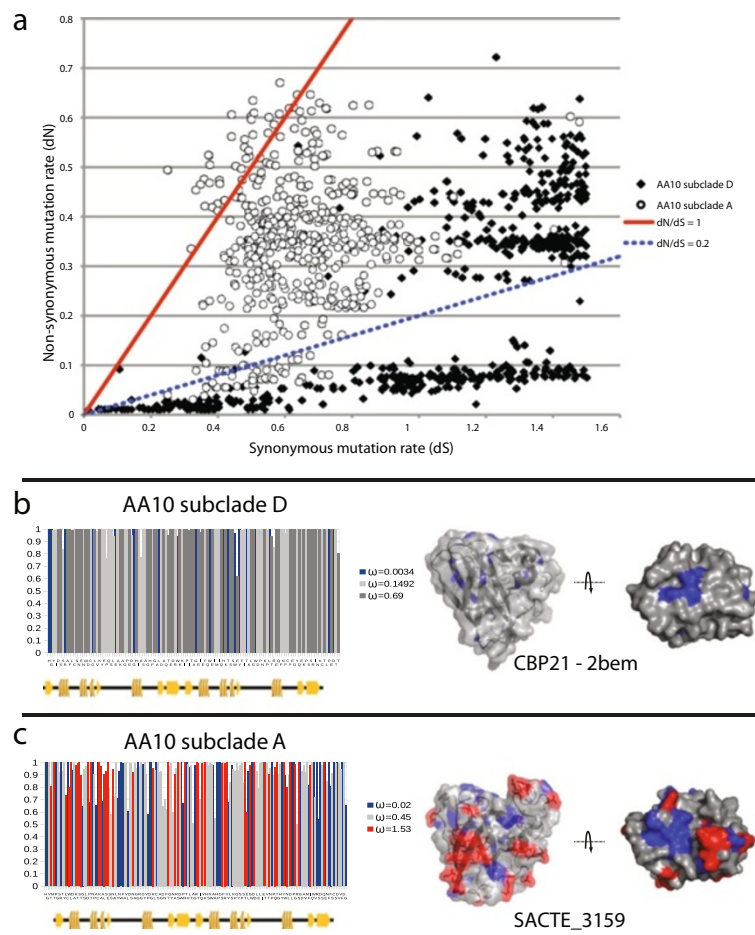 a
0.8
0.7
0.6
0.5
0.4
0.3
0.2
0.1
0
Non-synonymous mutation rate (dN)
0
0.2
0.4
0.6
0.8
1
1.2
1.4
1.6
Synonymous mutation rate (dS)
AA10 subclade D
AA10 subclade A
dN/dS = 1
dN/dS = 0.2
b
AA10 subclade D
1
0.9
0.8
0.7
0.6
0.5
0.4
0.3
0.2
0.1
0
ω=0.0034
ω=0.1492
ω=0.69
CBP21 - 2bem
c
AA10 subclade A
1
0.9
0.8
0.7
0.6
0.5
0.4
0.3
0.2
0.1
0
ω=0.02
ω=0.45
ω=1.53
SACTE_3159